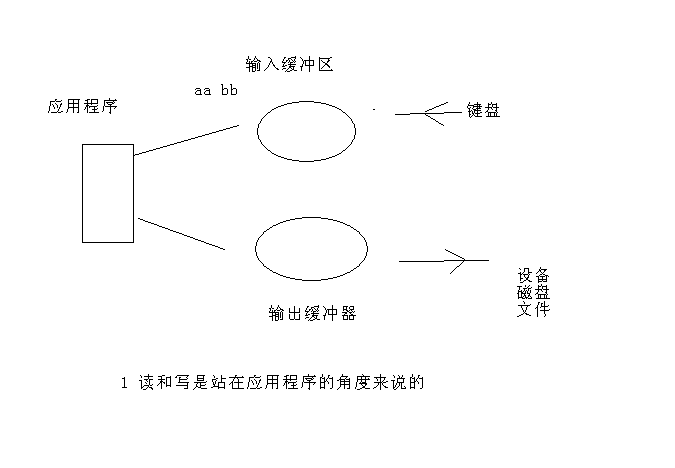 输入缓冲区
aa bb
应用程序
键盘
设备
磁盘
文件
输出缓冲器
1 读和写是站在应用程序的角度来说的